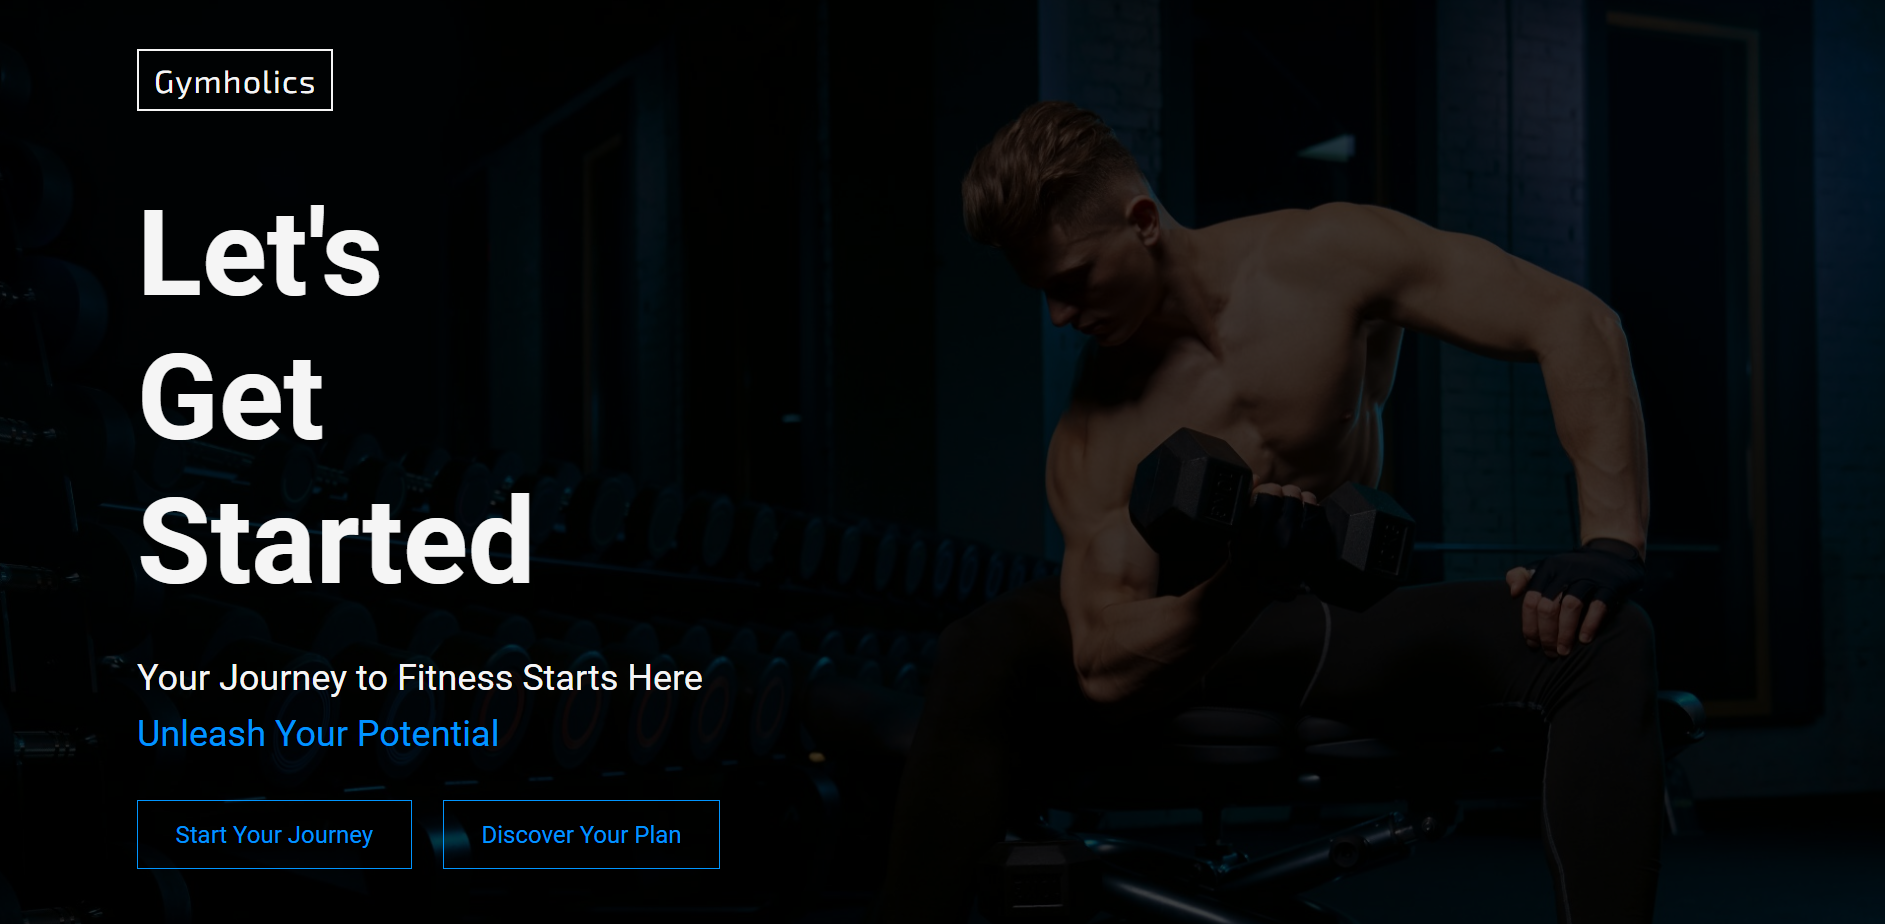 Gymholics
Let's
Get
Started
Your Journey to Fitness Starts Here
Unleash Your Potential
Start Your Journey
Discover Your Plan